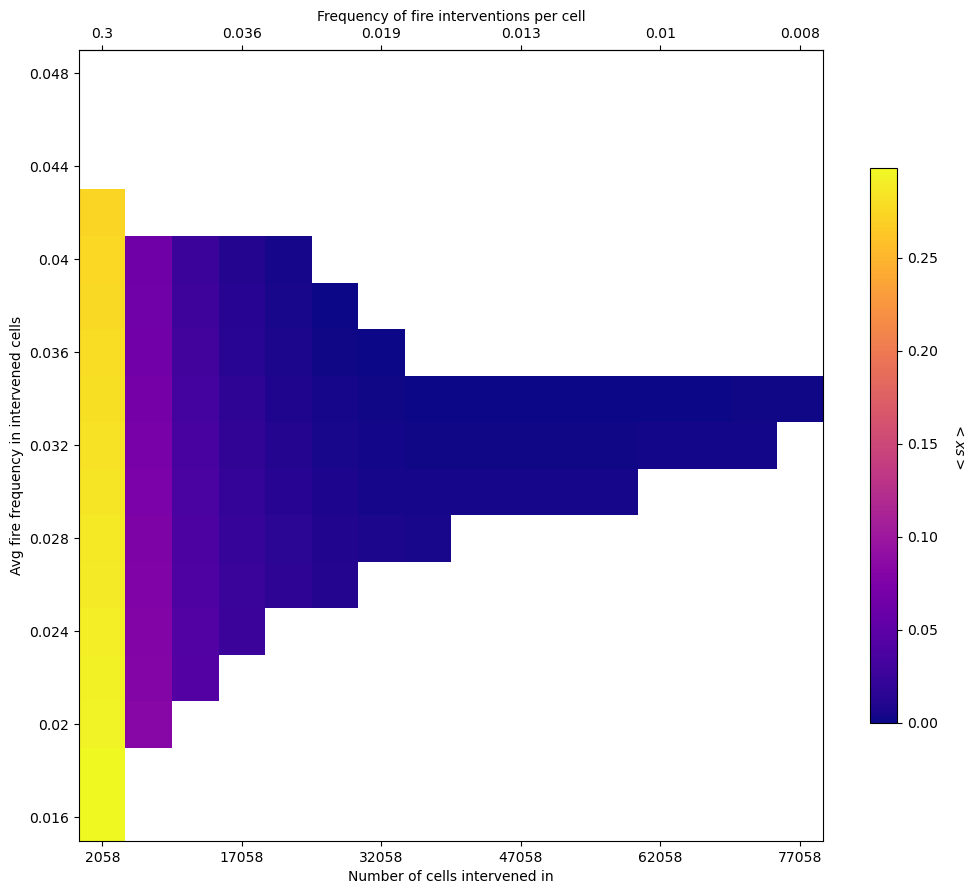 Frequency of fire interventions per cell
0.3 0.036 0.019 0.013 0.01 0.008
0.048
0.044
0.04
0.036
0.032
0.028
0.024
0.02
0.016
Avg fire frequency in intervened cells
2058 17058 32058 47058 62058 77058
Number of cells intervened in
0.25
0.20
0.15
0.10
0.05
0.00
< sx >